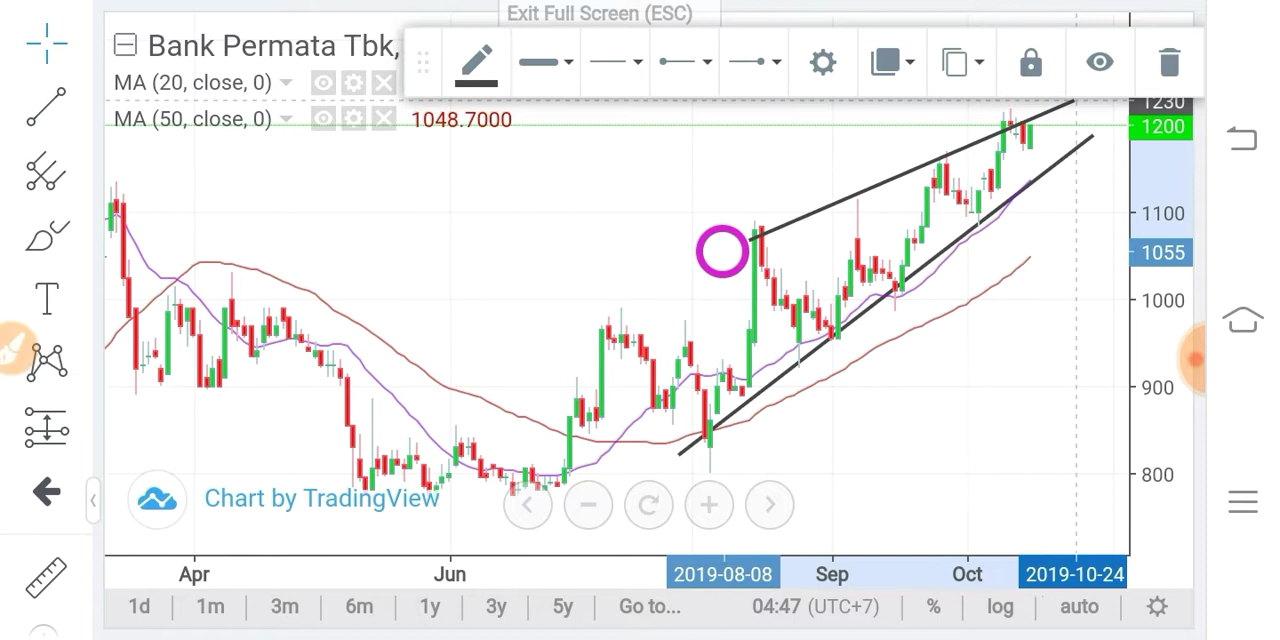 Exit Full Screen (ESC)
Bank Permata Tbk,
MA (20, close, 0)
MA (50, close, 0) 1048.7000
1230
1200
1100
1055
1000
900
800
Chart by TradingView
Apr Jun 2019-08-08 Sep Oct 2019-10-24
1d 1m 3m 6m 1y 3y 5y Go to... 04:47 (UTC+7) % log auto
T